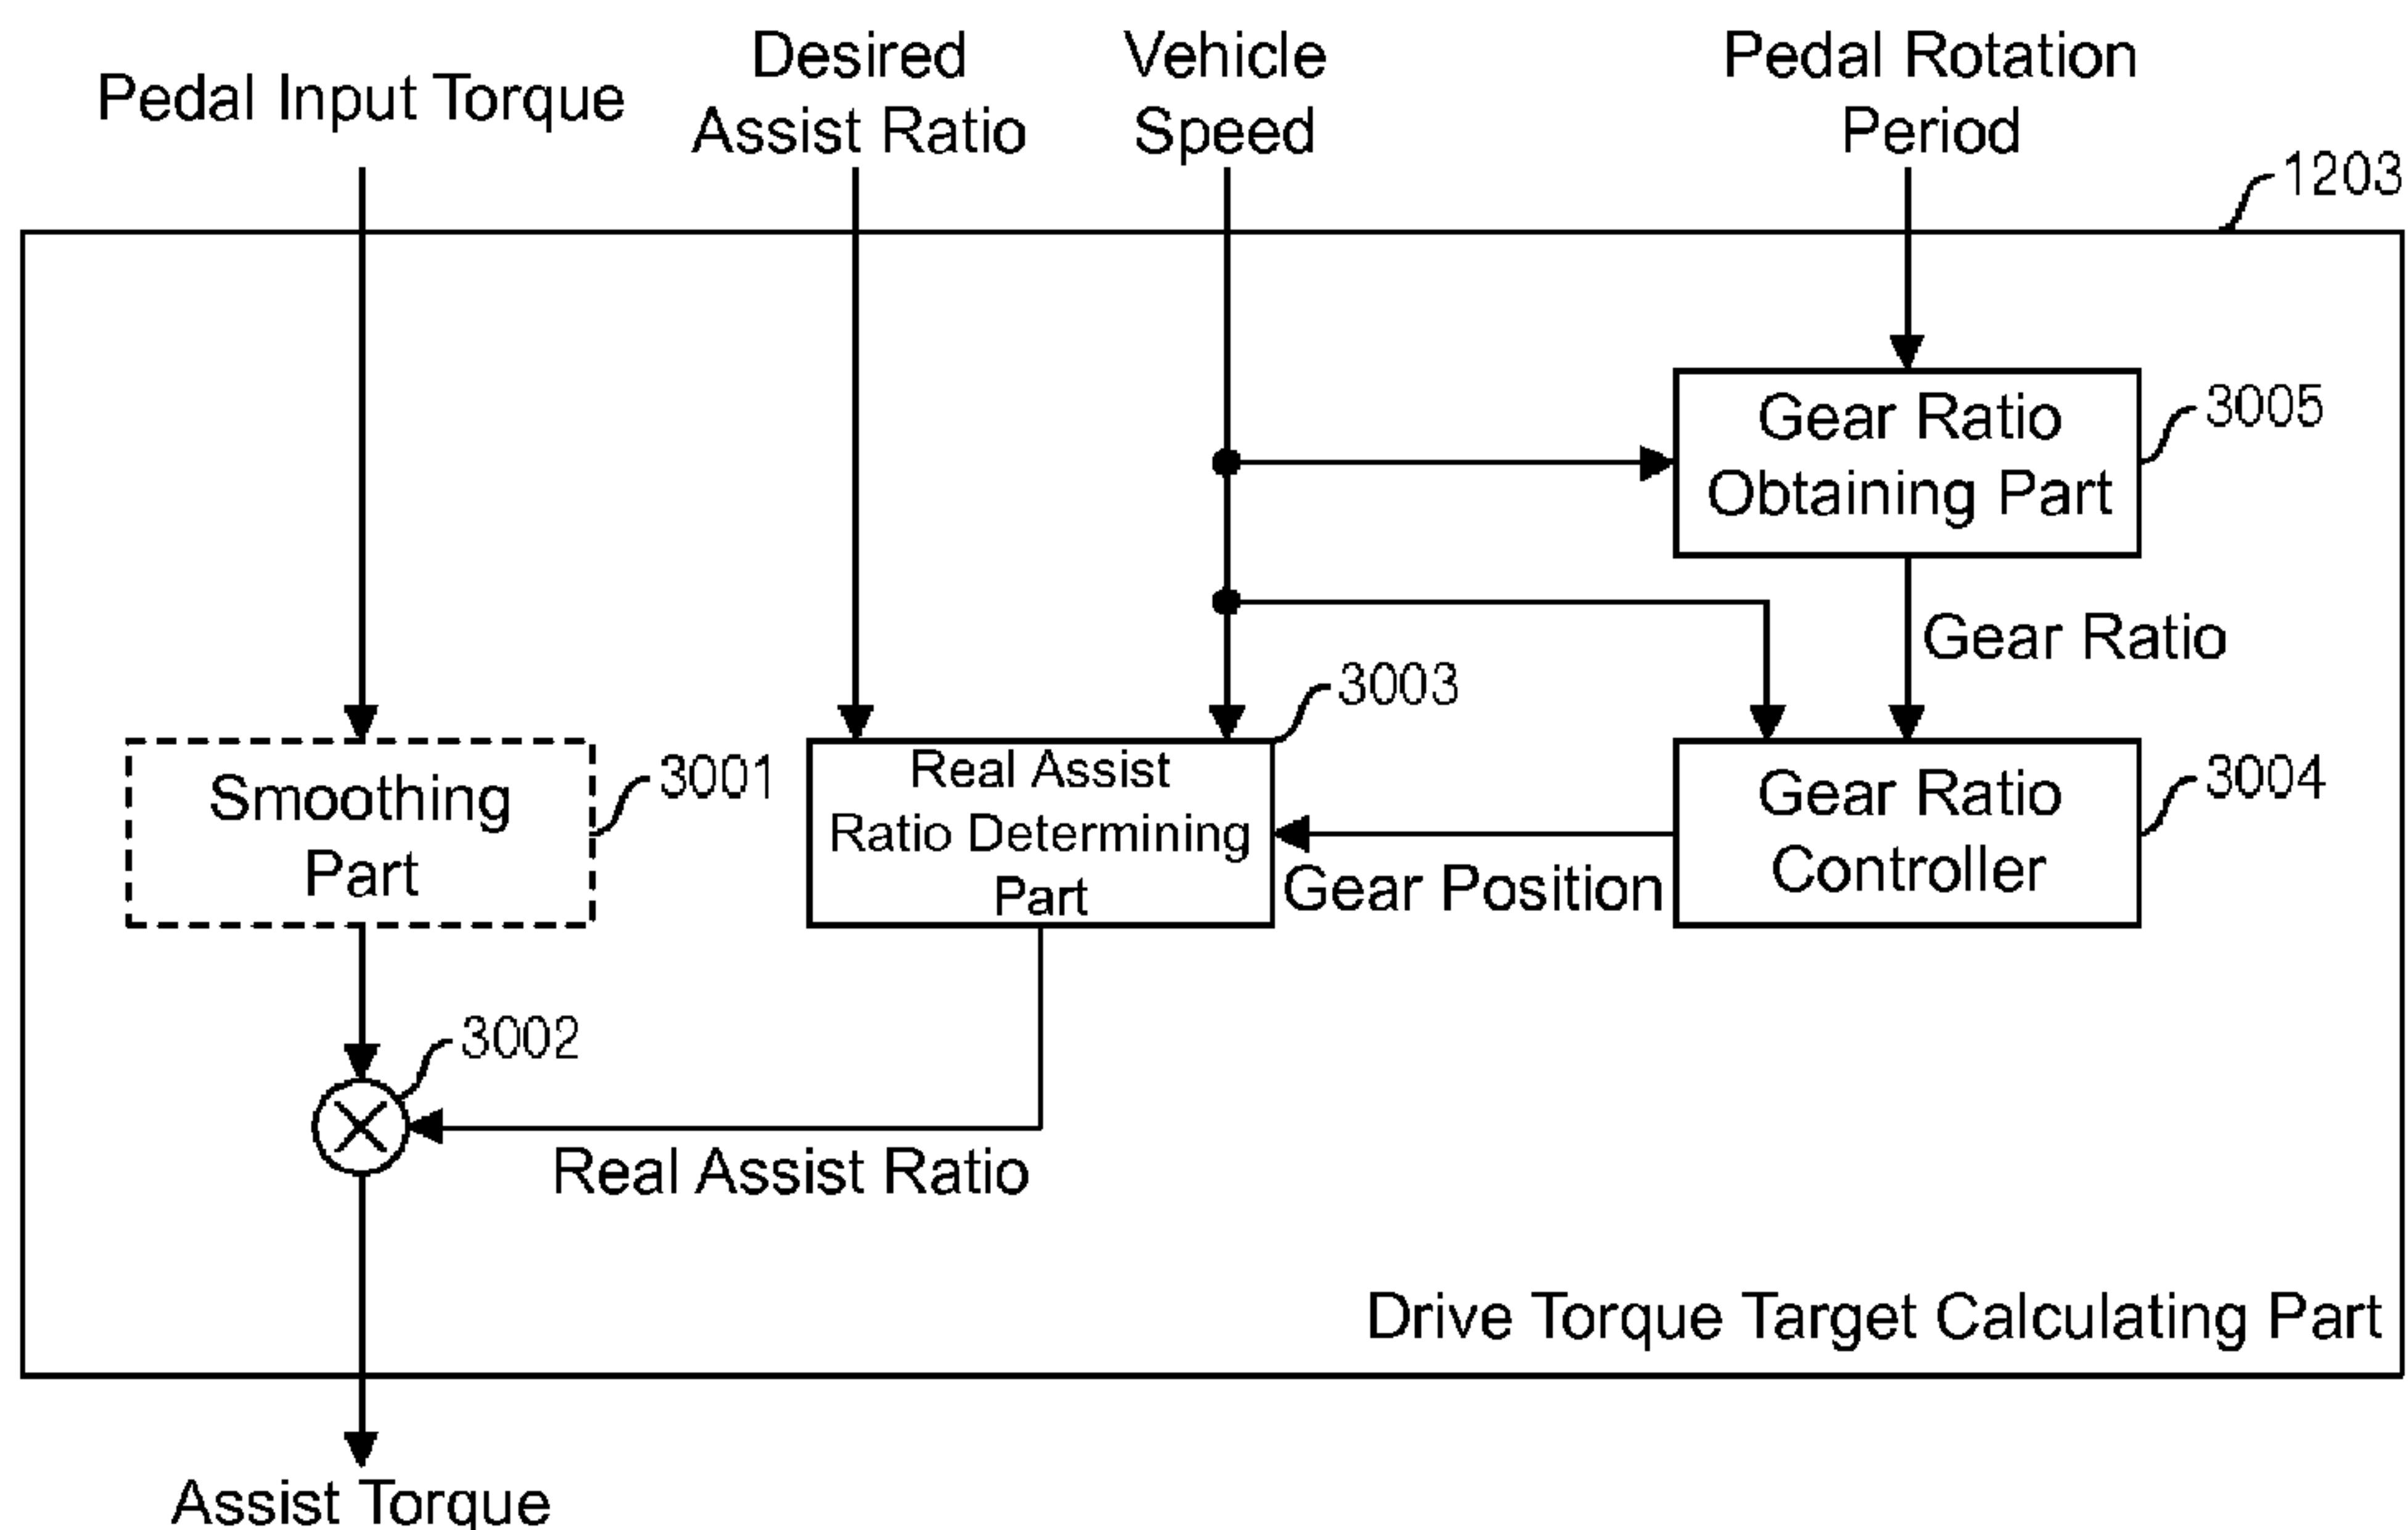 Pedal Input Torque
Desired
Assist Ratio
Vehicle
Speed
Pedal Rotation
Period
1203
Gear Ratio
Obtaining Part
3005
Gear Ratio
3003
Smoothing
Part
3001
Real Assist
Ratio Determining
Part
Gear Position
Gear Ratio
Controller
3004
3002
Real Assist Ratio
Drive Torque Target Calculating Part
Assist Torque